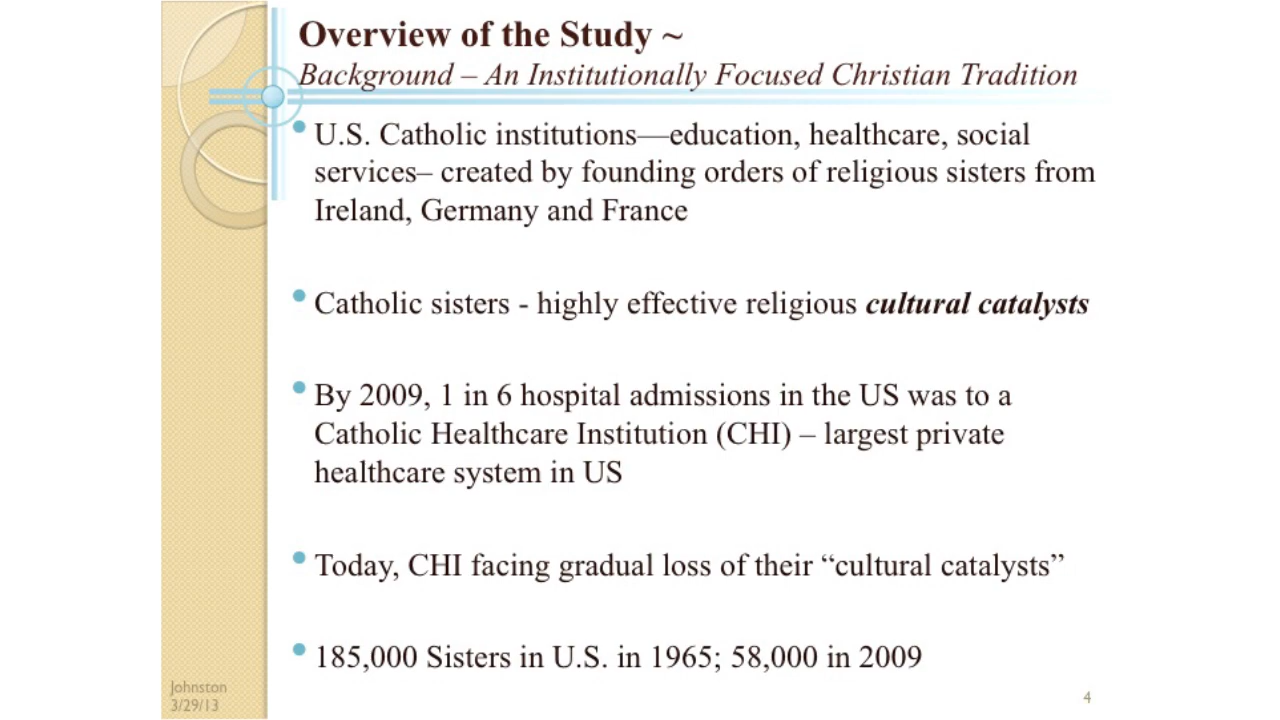 Overview of the Study ~
Background – An Institutionally Focused Christian Tradition
• U.S. Catholic institutions—education, healthcare, social
services– created by founding orders of religious sisters from
Ireland, Germany and France
• Catholic sisters - highly effective religious cultural catalysts
• By 2009, 1 in 6 hospital admissions in the US was to a
Catholic Healthcare Institution (CHI) – largest private
healthcare system in US
• Today, CHI facing gradual loss of their “cultural catalysts”
• 185,000 Sisters in U.S. in 1965; 58,000 in 2009
Johnston
3/29/13
4